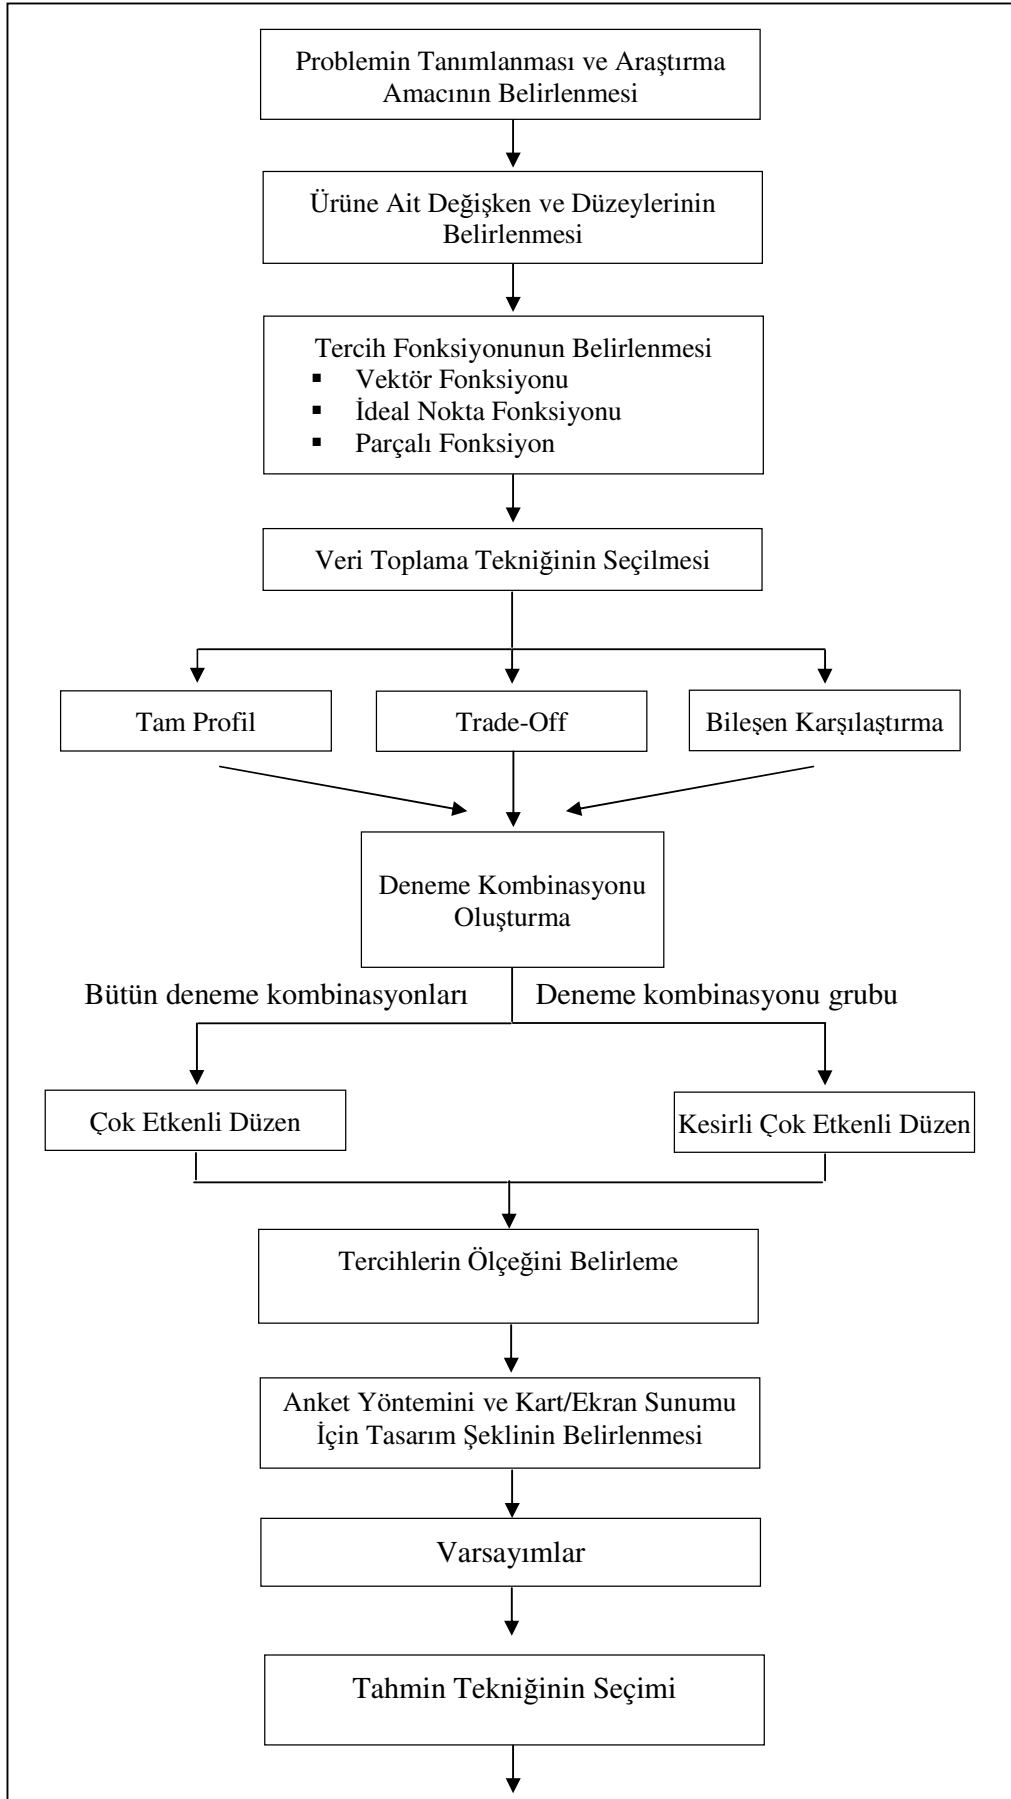 Problemin Tanımlanması ve Araştırma
Amacının Belirlenmesi
Ürüne Ait Değişken ve Düzeylerinin
Belirlenmesi
Tercih Fonksiyonunun Belirlenmesi
▪ Vektör Fonksiyonu
▪ İdeal Nokta Fonksiyonu
▪ Parçalı Fonksiyon
Veri Toplama Tekniğinin Seçilmesi
Tam Profil
Trade-Off
Bileşen Karşılaştırma
Deneme Kombinasyonu
Oluşturma
Bütün deneme kombinasyonları
Deneme kombinasyonu grubu
Çok Etkenli Düzen
Kesirli Çok Etkenli Düzen
Tercihlerin Ölçeğini Belirleme
Anket Yöntemini ve Kart/Ekran Sunumu
İçin Tasarım Şeklinin Belirlenmesi
Varsayımlar
Tahmin Tekniğinin Seçimi